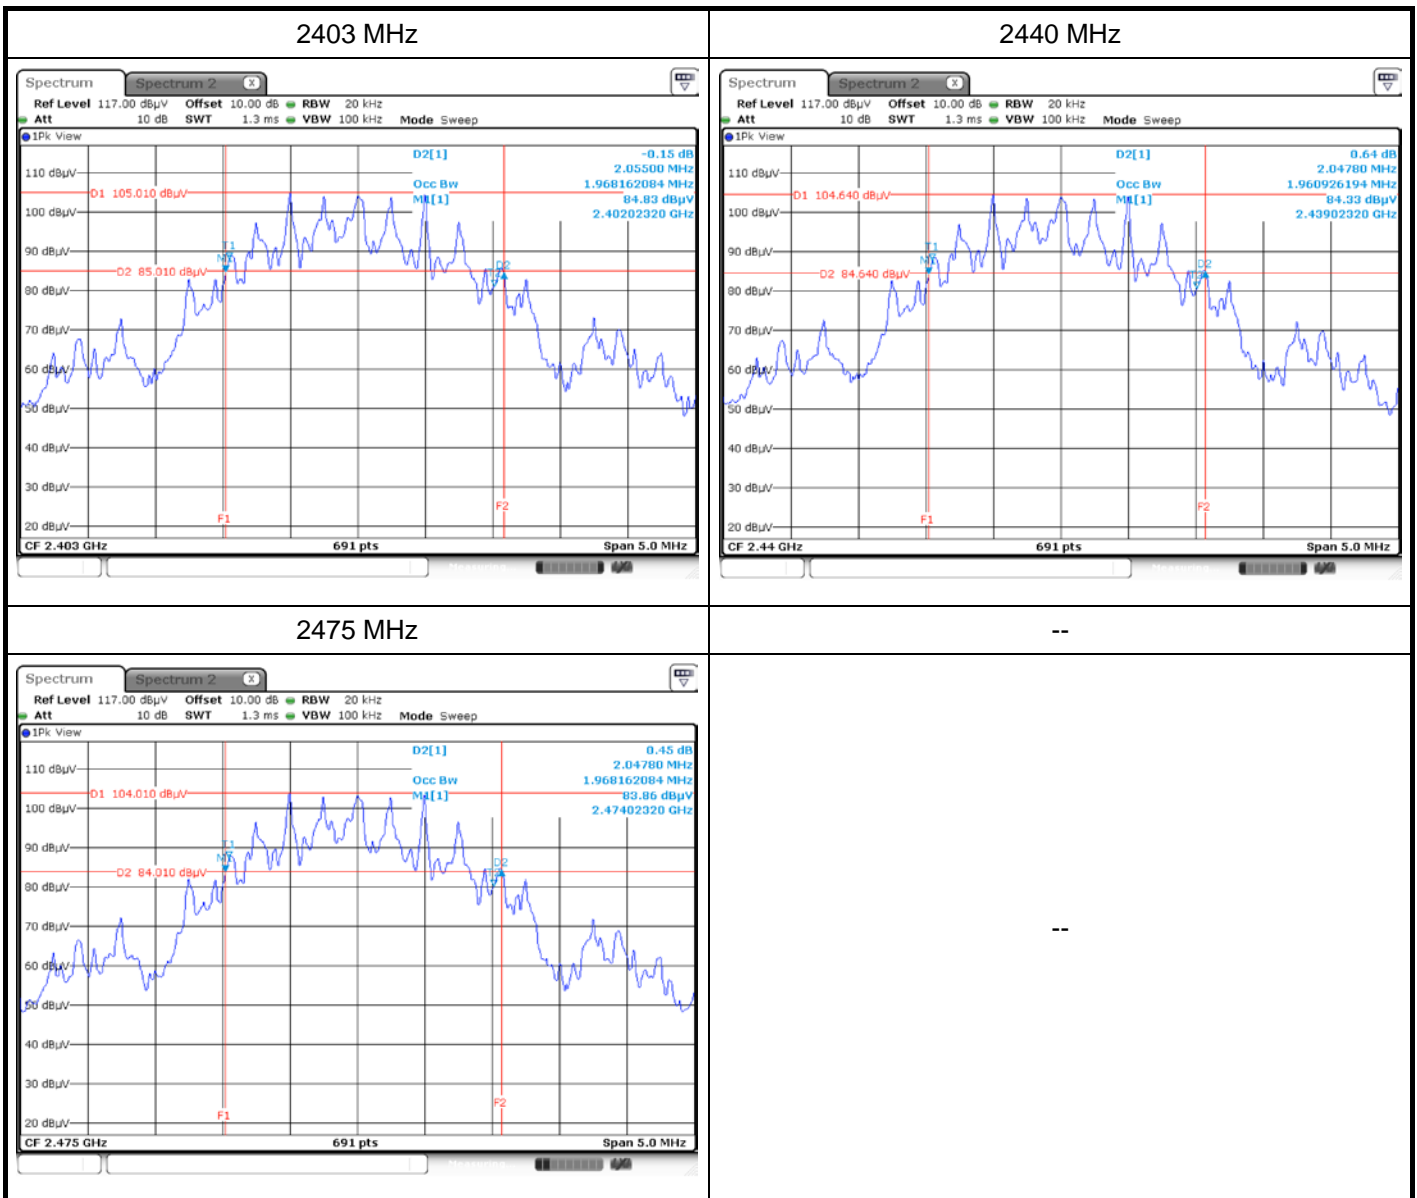 2403 MHz
2440 MHz
Spectrum
Spectrum 2
X
Ref Level 117.00 dBµV Offset 10.00 dB RBW 20 kHz
Att 10 dB SWT 1.3 ms VBW 100 kHz Mode Sweep
1Pk View
D2[1] -0.15 dB
2.05500 MHz
Occ Bw 1.968162084 MHz
M1[1] 84.83 dBµV
2.40202320 GHz
110 dBµV
D1 105.010 dBµV
100 dBµV
90 dBµV
T1
D2
D2 85.010 dBµV
80 dBµV
70 dBµV
60 dBµV
50 dBµV
40 dBµV
30 dBµV
F2
F1
20 dBµV
CF 2.403 GHz 691 pts Span 5.0 MHz
Measuring...
Spectrum
Spectrum 2
X
Ref Level 117.00 dBµV Offset 10.00 dB RBW 20 kHz
Att 10 dB SWT 1.3 ms VBW 100 kHz Mode Sweep
1Pk View
D2[1] 0.64 dB
2.04780 MHz
Occ Bw 1.960926194 MHz
M1[1] 84.33 dBµV
2.43902320 GHz
110 dBµV
D1 104.640 dBµV
100 dBµV
90 dBµV
T1
D2
D2 84.640 dBµV
80 dBµV
70 dBµV
60 dBµV
50 dBµV
40 dBµV
30 dBµV
F2
F1
20 dBµV
CF 2.44 GHz 691 pts Span 5.0 MHz
Measuring...
2475 MHz
--
Spectrum
Spectrum 2
X
Ref Level 117.00 dBµV Offset 10.00 dB RBW 20 kHz
Att 10 dB SWT 1.3 ms VBW 100 kHz Mode Sweep
1Pk View
D2[1] 0.45 dB
2.04780 MHz
Occ Bw 1.968162084 MHz
M1[1] 83.86 dBµV
2.47402320 GHz
110 dBµV
D1 104.010 dBµV
100 dBµV
90 dBµV
T1
D2
D2 84.010 dBµV
80 dBµV
70 dBµV
60 dBµV
50 dBµV
40 dBµV
30 dBµV
F2
F1
20 dBµV
CF 2.475 GHz 691 pts Span 5.0 MHz
Measuring...
--